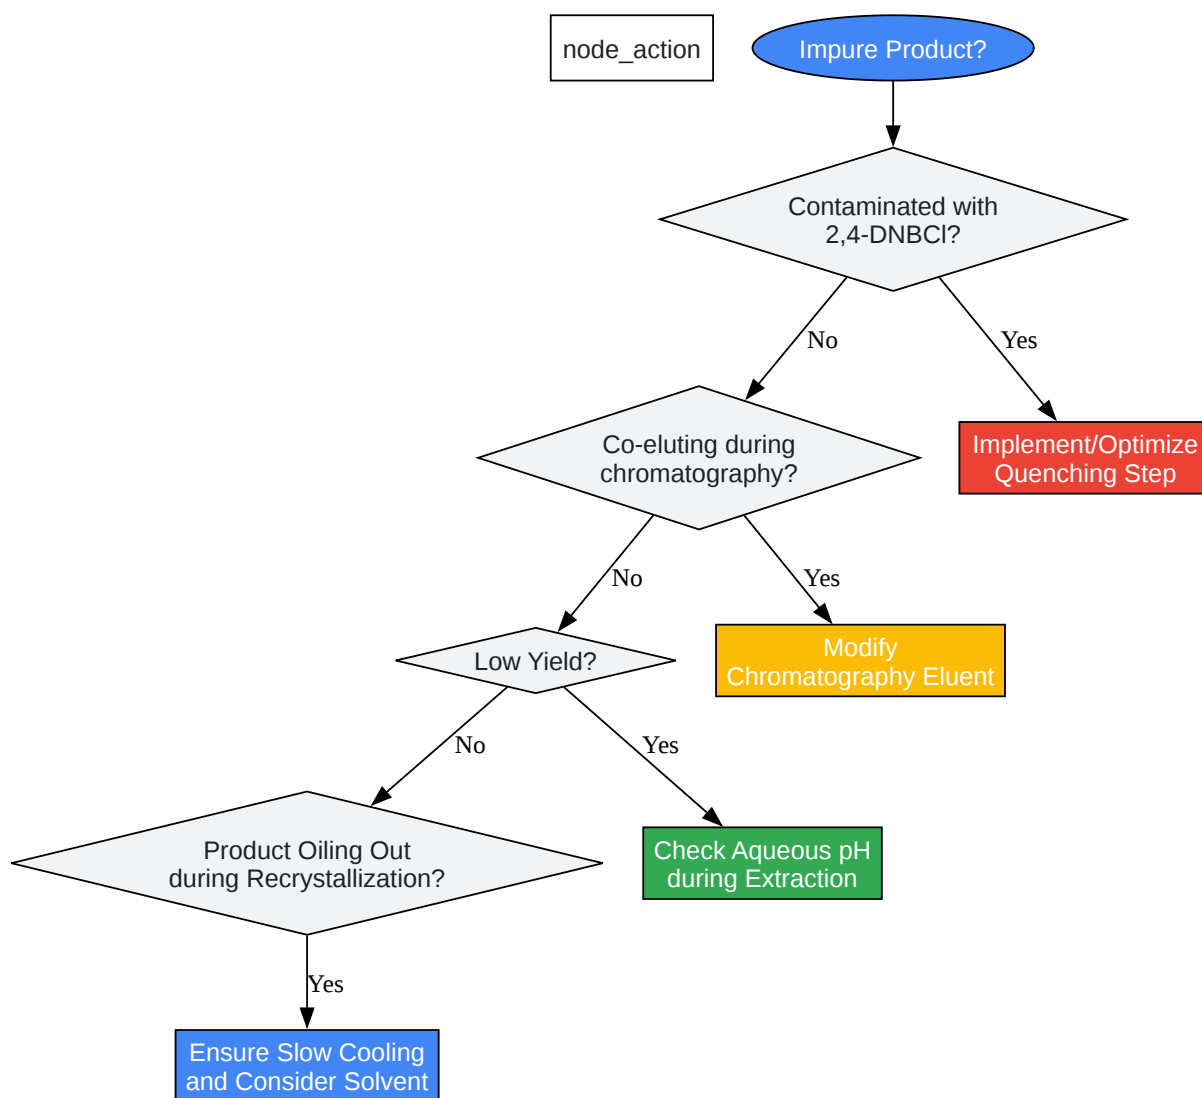 node_action
Impure Product?
Contaminated with
2,4-DNBCl?
No
Yes
Co-eluting during
chromatography?
Implement/Optimize
Quenching Step
No
Yes
Low Yield?
Modify
Chromatography Eluent
No
Yes
Product Oiling Out
during Recrystallization?
Check Aqueous pH
during Extraction
Yes
Ensure Slow Cooling
and Consider Solvent